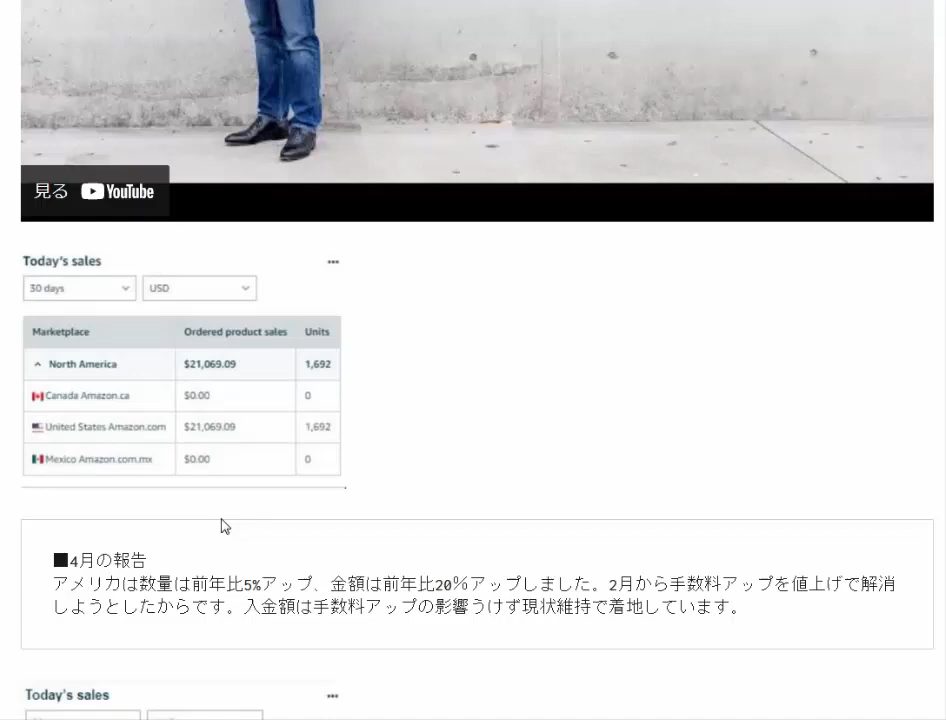 見る YouTube
Today's sales
30 days USD
Marketplace Ordered product sales Units
North America $21,069.09 1,692
Canada Amazon.ca $0.00 0
United States Amazon.com $21,069.09 1,692
Mexico Amazon.com.mx $0.00 0
■4月の報告
アメリカは数量は前年比5%アップ、金額は前年比20%アップしました。2月から手数料アップを値上げで解消
しようとしたからです。入金額は手数料アップの影響うけず現状維持で着地しています。
Today's sales